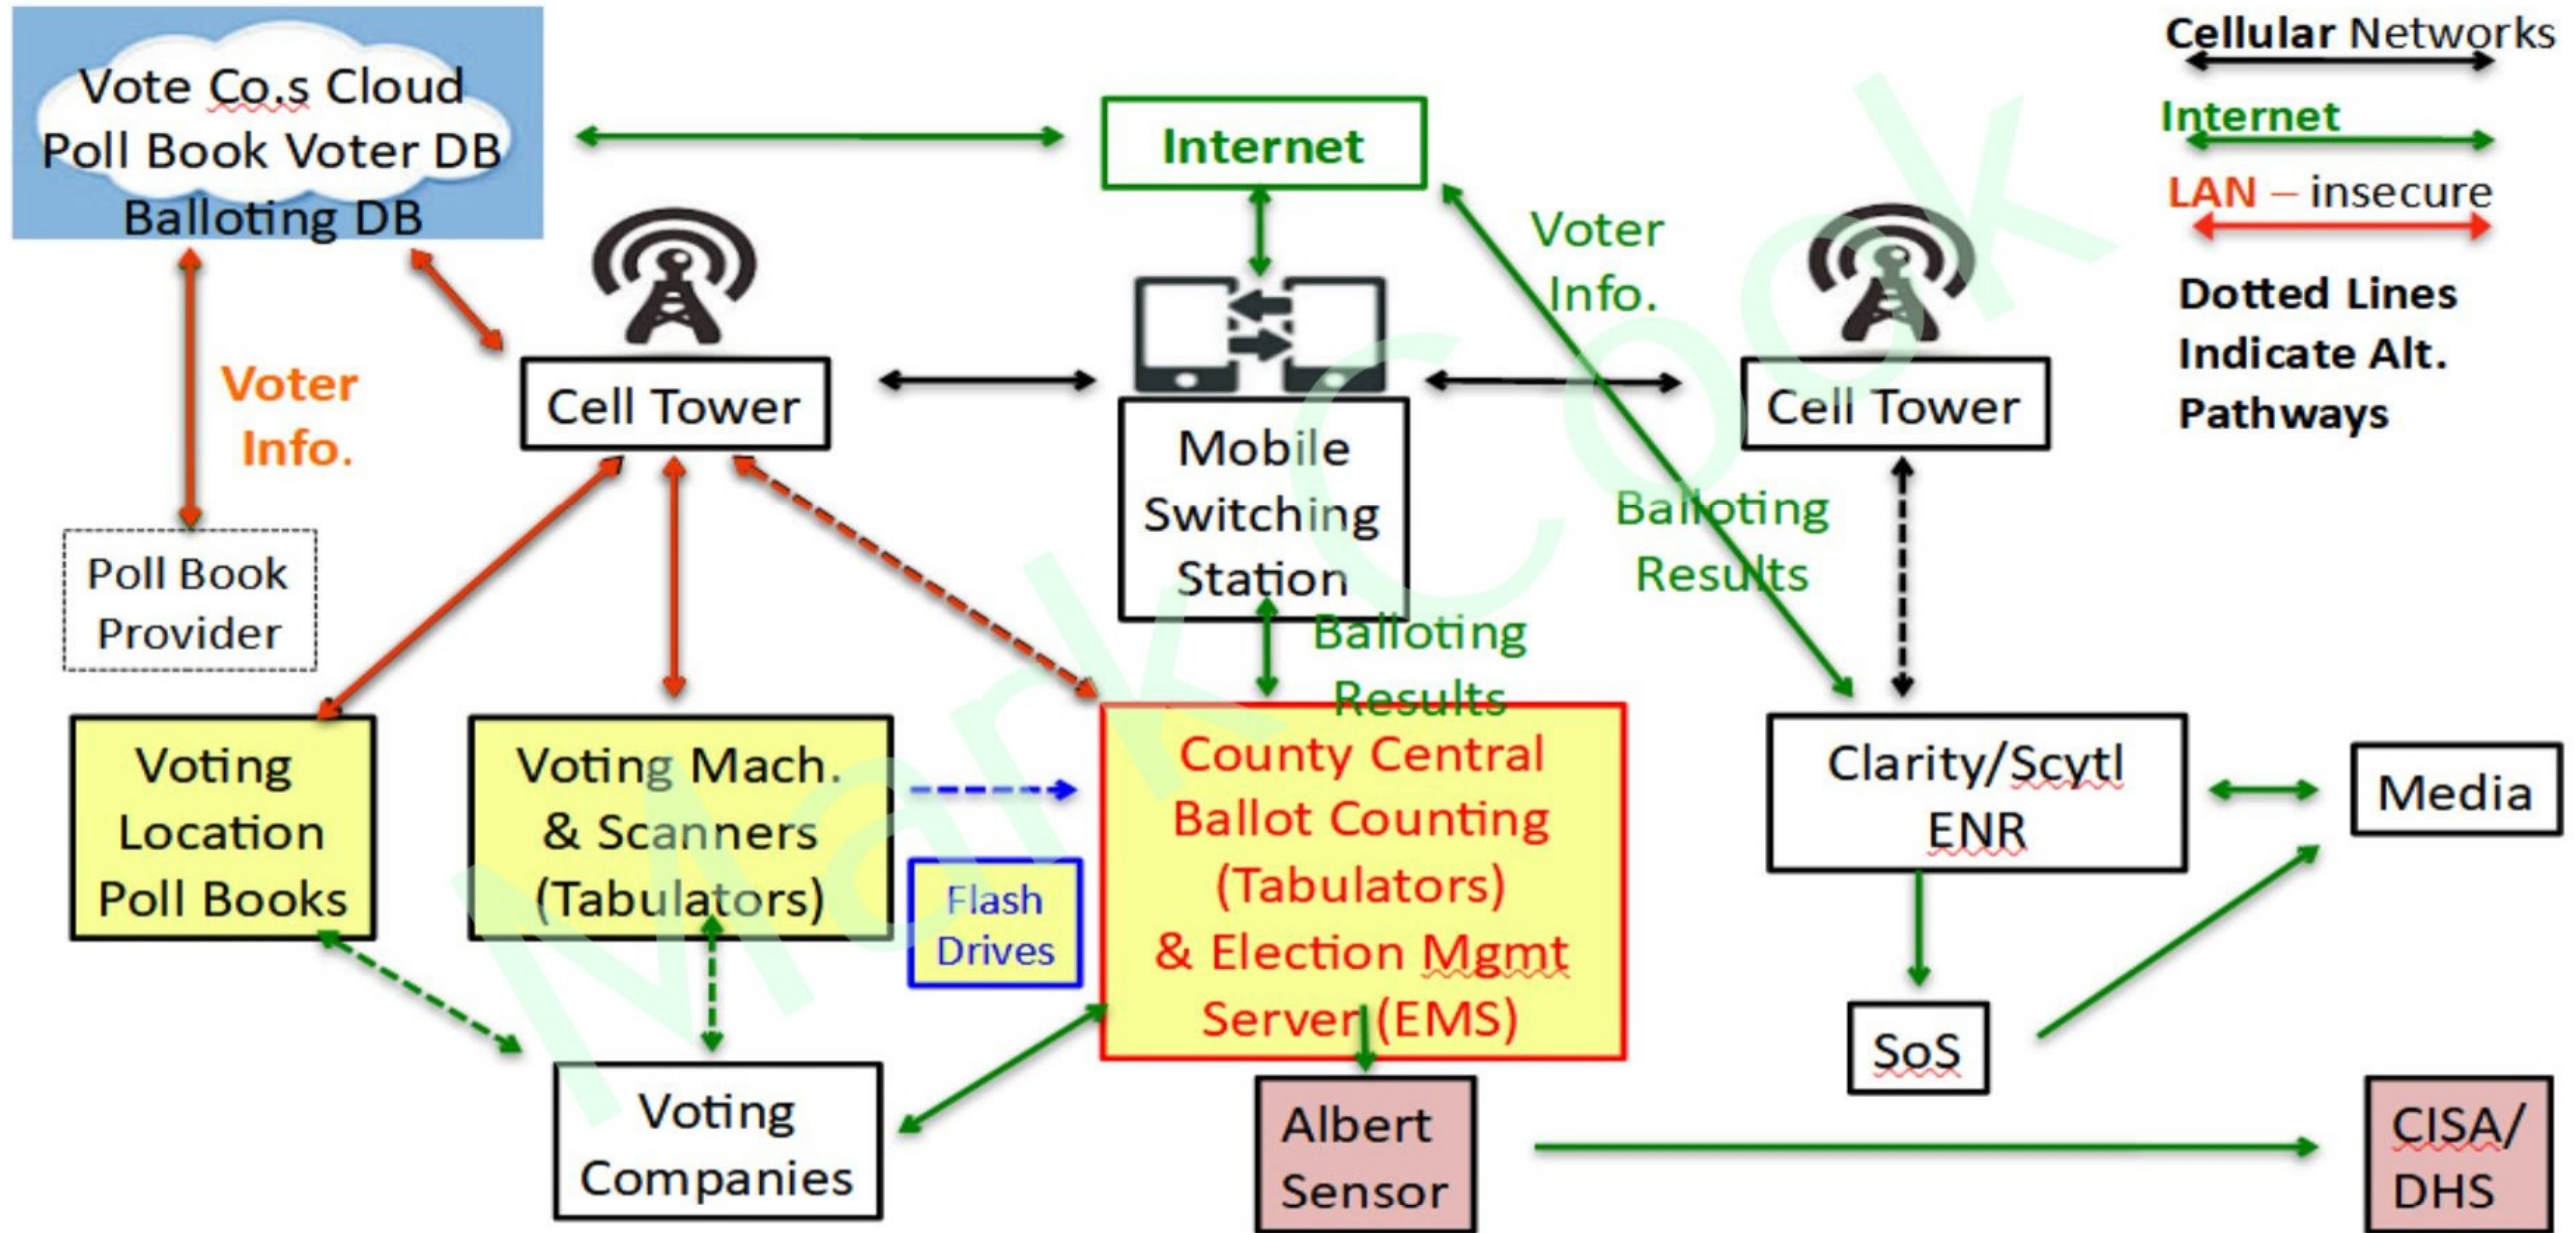 Vote Co.s Cloud
Poll Book Voter DB
Balloting DB
Internet
Cellular Networks
Internet
LAN – insecure
Dotted Lines
Indicate Alt.
Pathways
Voter
Info.
Voter
Info.
Cell Tower
Mobile
Switching
Station
Cell Tower
Balloting
Results
Balloting
Results
Poll Book
Provider
Voting
Location
Poll Books
Voting Mach.
& Scanners
(Tabulators)
Flash
Drives
County Central
Ballot Counting
(Tabulators)
& Election Mgmt
Server (EMS)
Clarity/Scytl
ENR
Media
SoS
Voting
Companies
Albert
Sensor
CISA/
DHS
Mark Cook